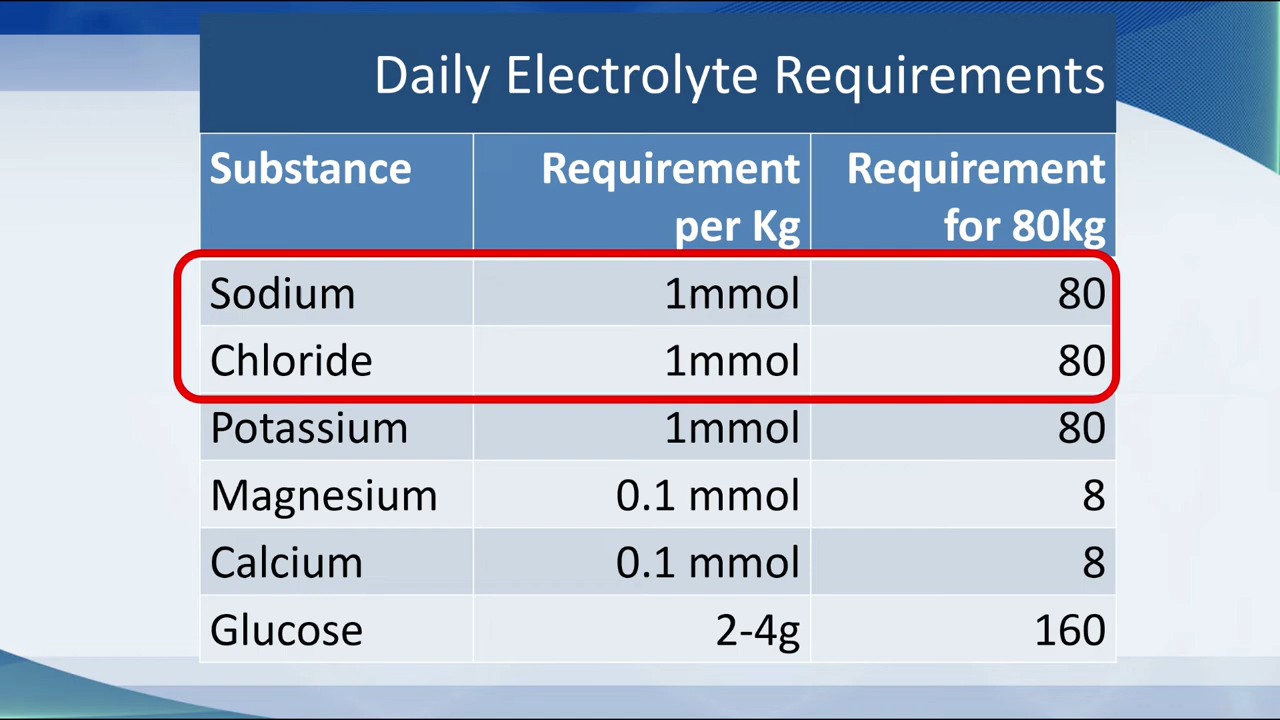 Daily Electrolyte Requirements
Substance Requirement per Kg Requirement for 80kg
Sodium 1mmol 80
Chloride 1mmol 80
Potassium 1mmol 80
Magnesium 0.1 mmol 8
Calcium 0.1 mmol 8
Glucose 2-4g 160